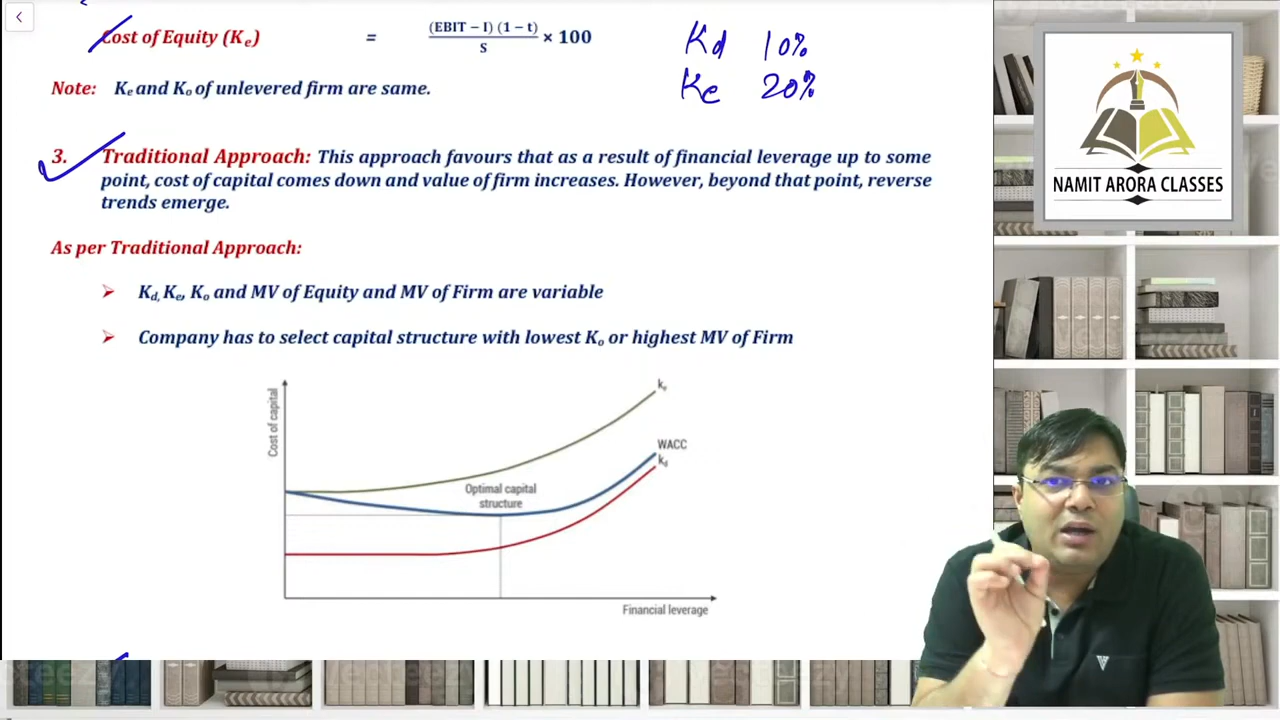 Cost of Equity (Ke) = (EBIT – I) (1 – t) / S × 100
Kd 10%
Ke 20%
Note: Ke and Ko of unlevered firm are same.
3. Traditional Approach: This approach favours that as a result of financial leverage up to some
point, cost of capital comes down and value of firm increases. However, beyond that point, reverse
trends emerge.
As per Traditional Approach:
Kd, Ke, Ko and MV of Equity and MV of Firm are variable
Company has to select capital structure with lowest Ko or highest MV of Firm
Cost of capital
ke
WACC
kd
Optimal capital
structure
Financial leverage
NAMIT ARORA CLASSES